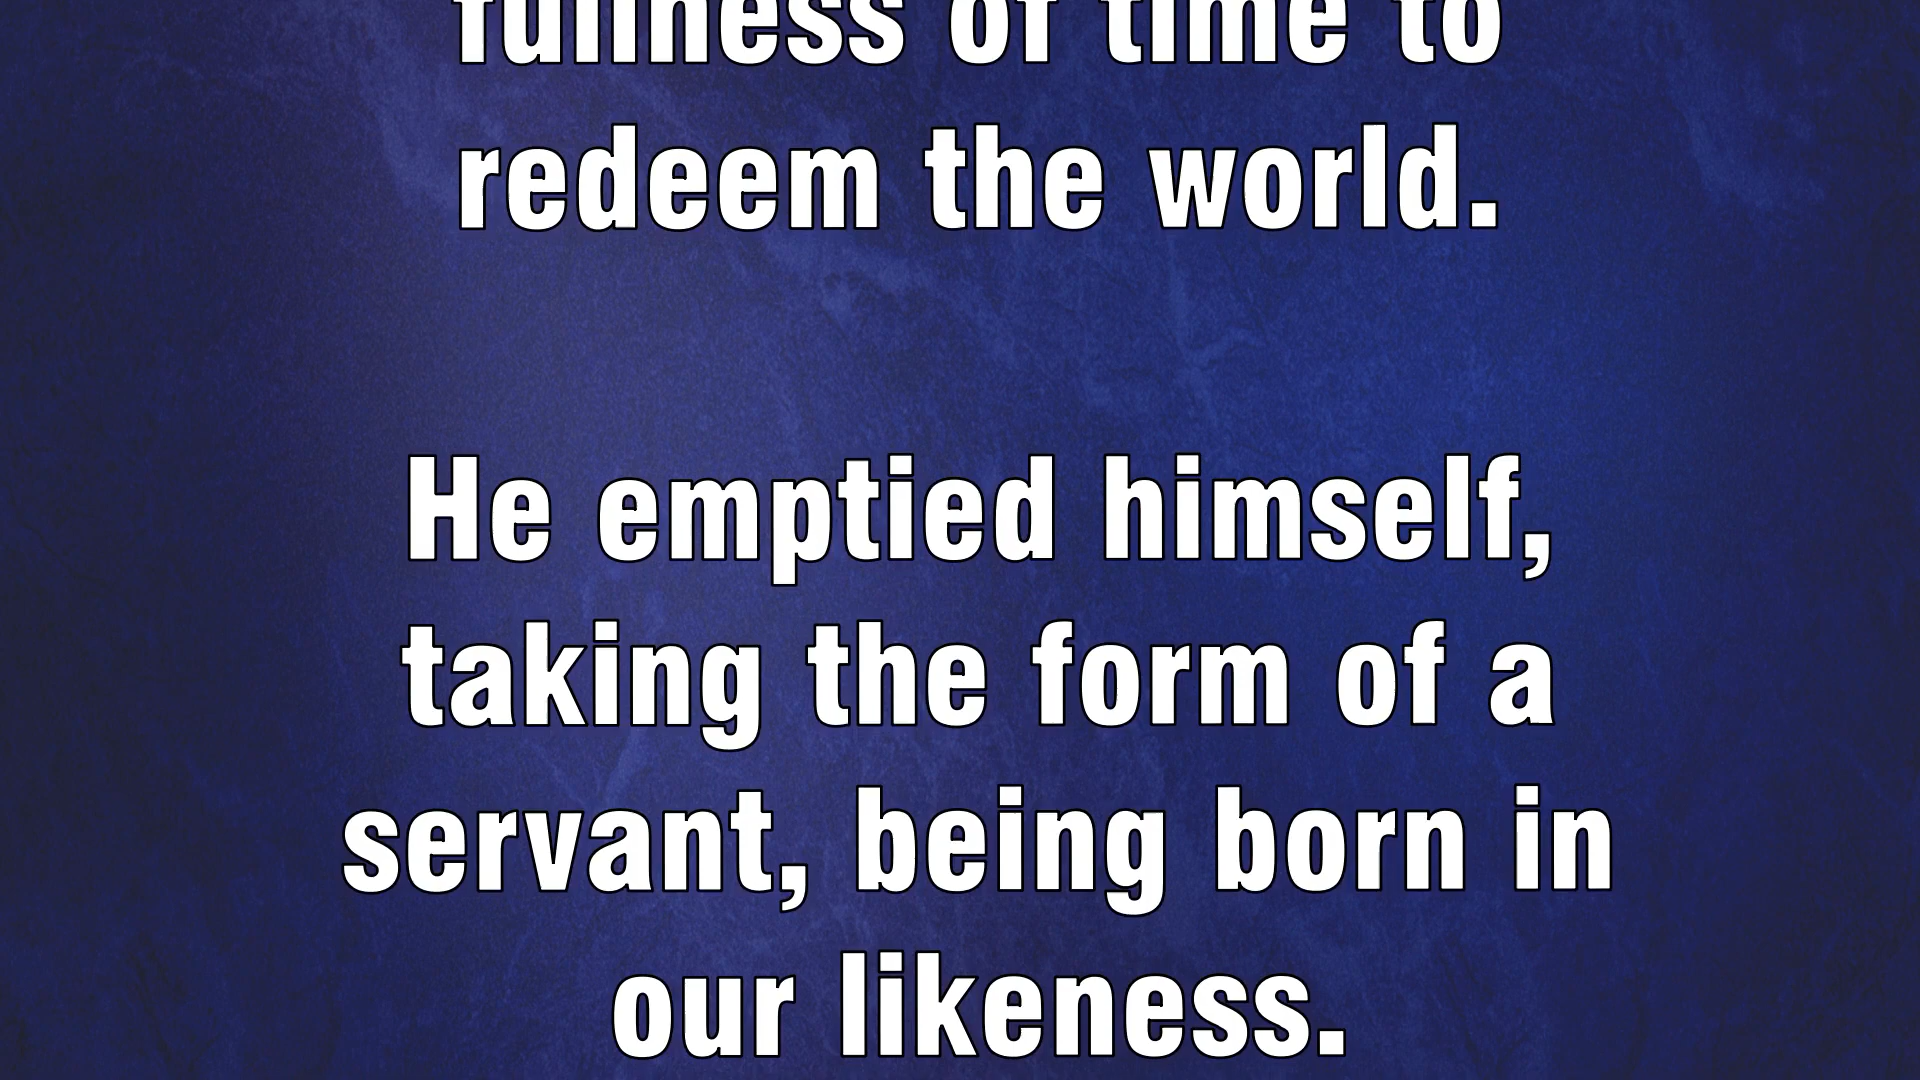 fullness of time to
redeem the world.
He emptied himself,
taking the form of a
servant, being born in
our likeness.